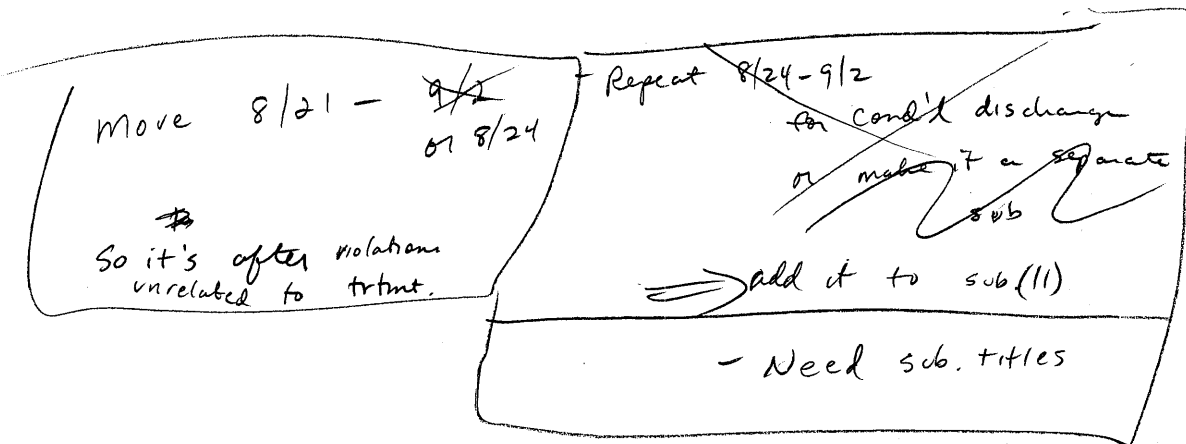 move 8/21 - 9/2
or 8/24
So it's after violations
unrelated to trtmt.
- Repeat 8/24-9/2
for cond'l discharge
or make it a separate
sub
add it to sub.(11)
- Need sub. titles